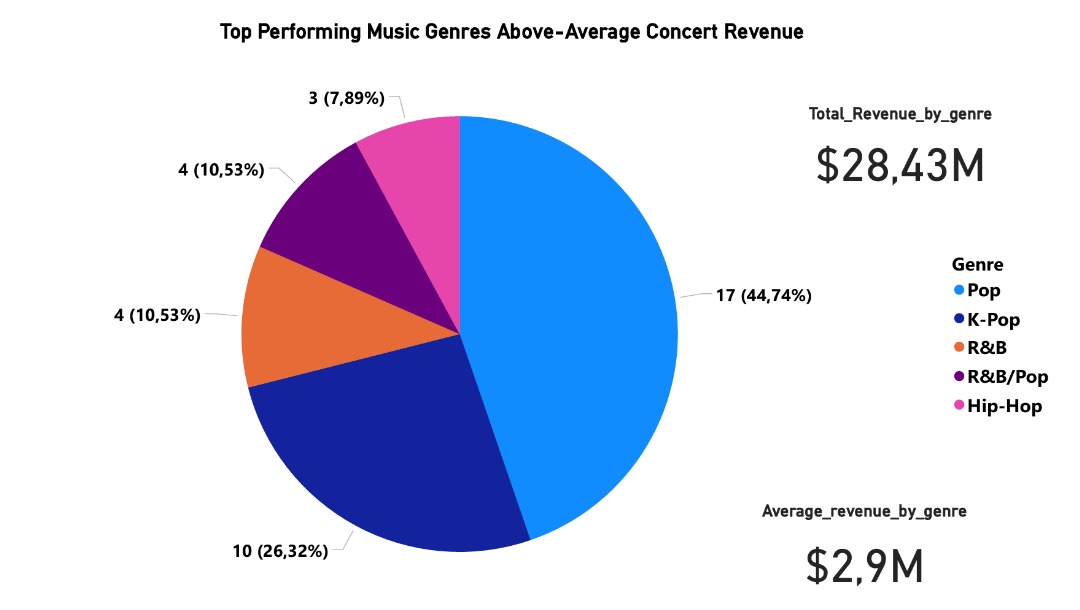 Top Performing Music Genres Above-Average Concert Revenue
3 (7,89%)
4 (10,53%)
4 (10,53%)
10 (26,32%)
17 (44,74%)
Total_Revenue_by_genre
$28,43M
Genre
Pop
K-Pop
R&B
R&B/Pop
Hip-Hop
Average_revenue_by_genre
$2,9M